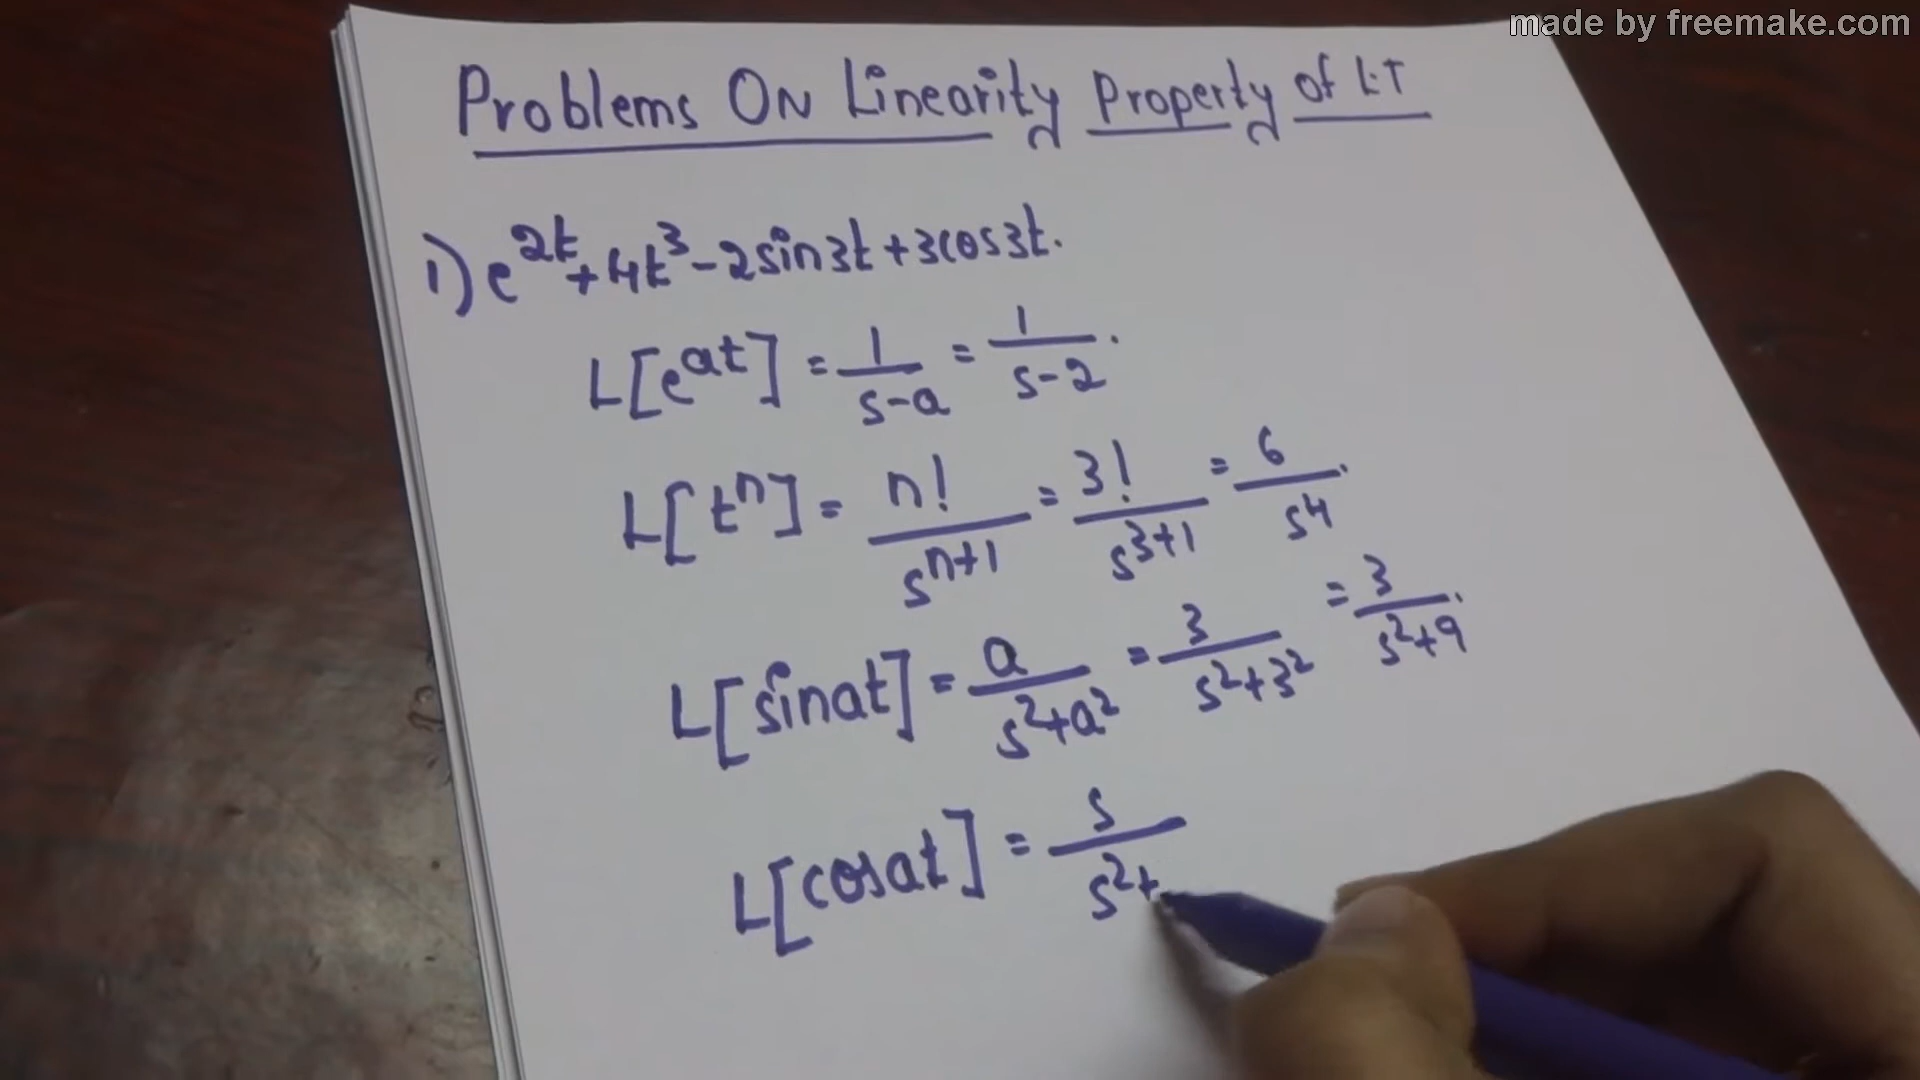 made by freemake.com
Problems On Linearity Property of L.T
1) e^2t + 4t^3 - 2sin3t + 3cos3t.
L[e^at] = 1/s-a = 1/s-2.
L[t^n] = n!/s^n+1 = 3!/s^3+1 = 6/s^4.
L[sinat] = a/s^2+a^2 = 3/s^2+3^2 = 3/s^2+9.
L[cosat] = s/s^2+